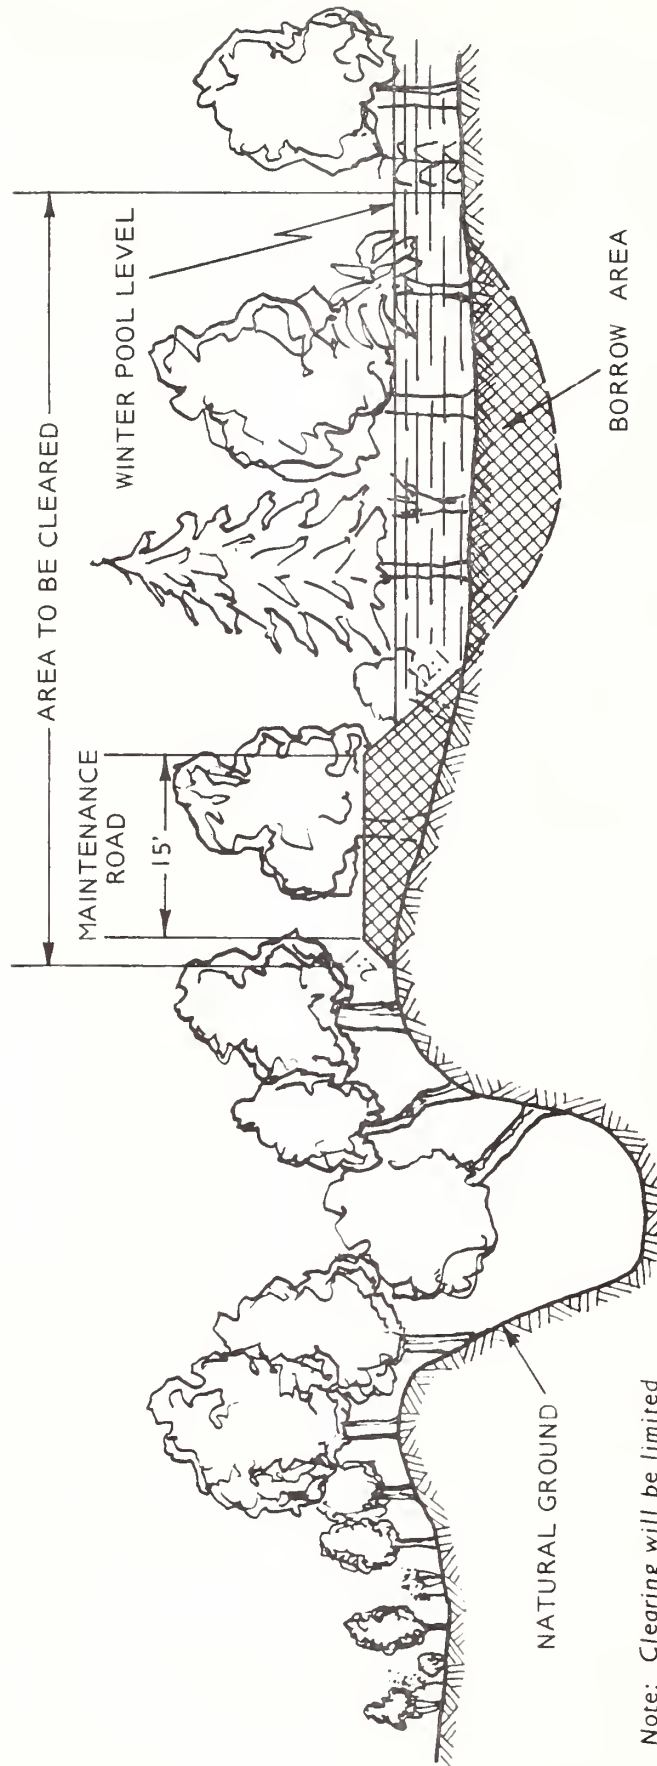 AREA TO BE CLEARED
MAINTENANCE
ROAD
15'
WINTER POOL LEVEL
2:1
2:1
BORROW AREA
NATURAL GROUND
Note: Clearing will be limited